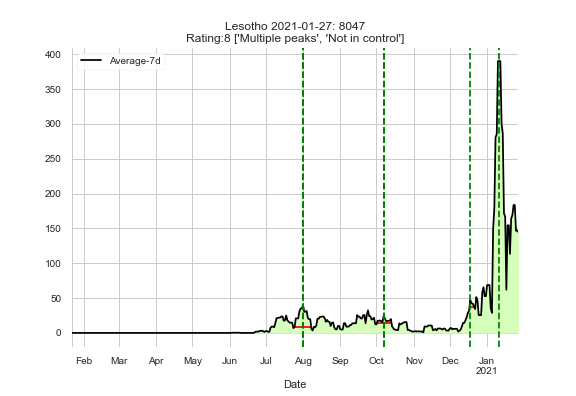 Lesotho 2021-01-27: 8047
Rating:8 ['Multiple peaks', 'Not in control']
Average-7d
400
350
300
250
200
150
100
50
0
Feb Mar Apr May Jun Jul Aug Sep Oct Nov Dec Jan
2021
Date